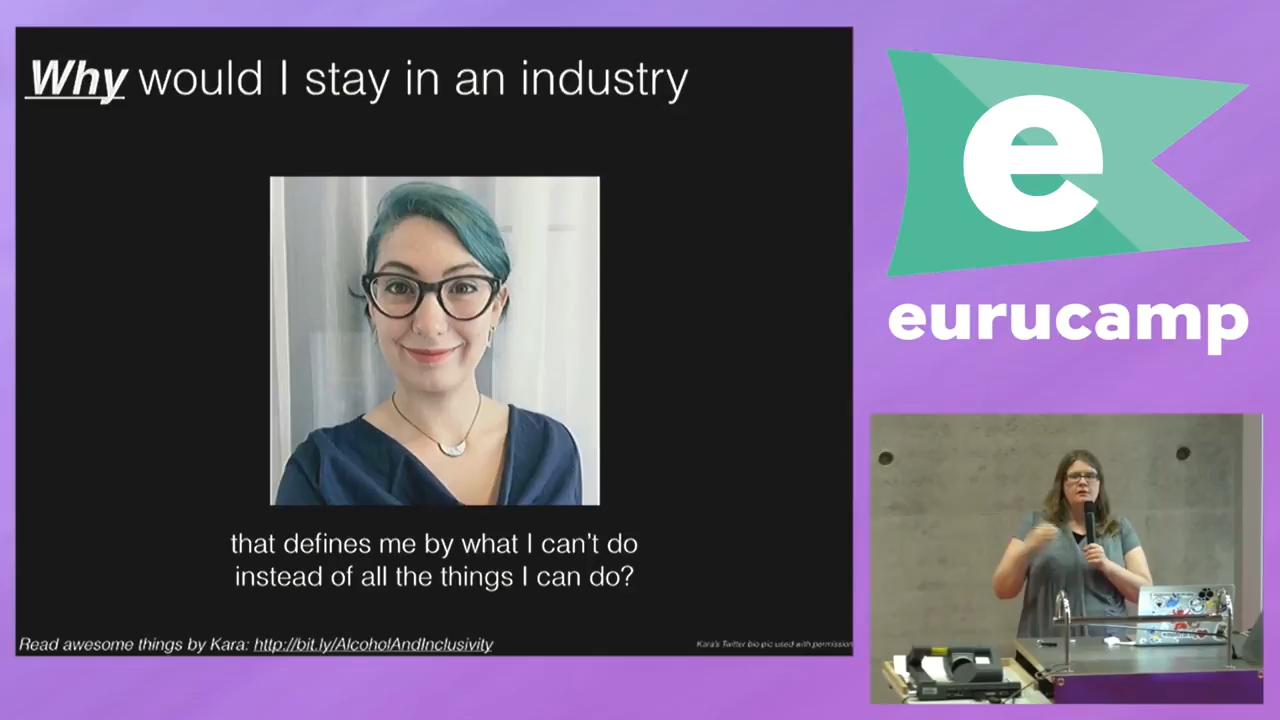 Why would I stay in an industry
that defines me by what I can't do
instead of all the things I can do?
Read awesome things by Kara: http://bit.ly/AlcoholAndInclusivity
Kara's Twitter bio pic used with permission
e
eurucamp